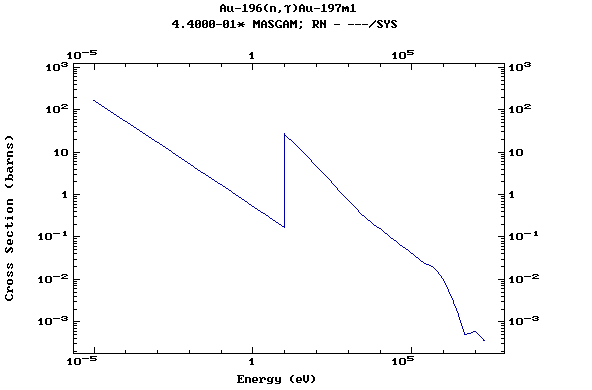 Au-196(n,γ)Au-197m1
4.4000-01* MASGAM; RN - ---/SYS
10⁻⁵ 1 10⁵
10³ 10³
10² 10²
10 10
1 1
10⁻¹ 10⁻¹
10⁻² 10⁻²
10⁻³ 10⁻³
10⁻⁵ 1 10⁵
Energy (eV)
Cross Section (barns)